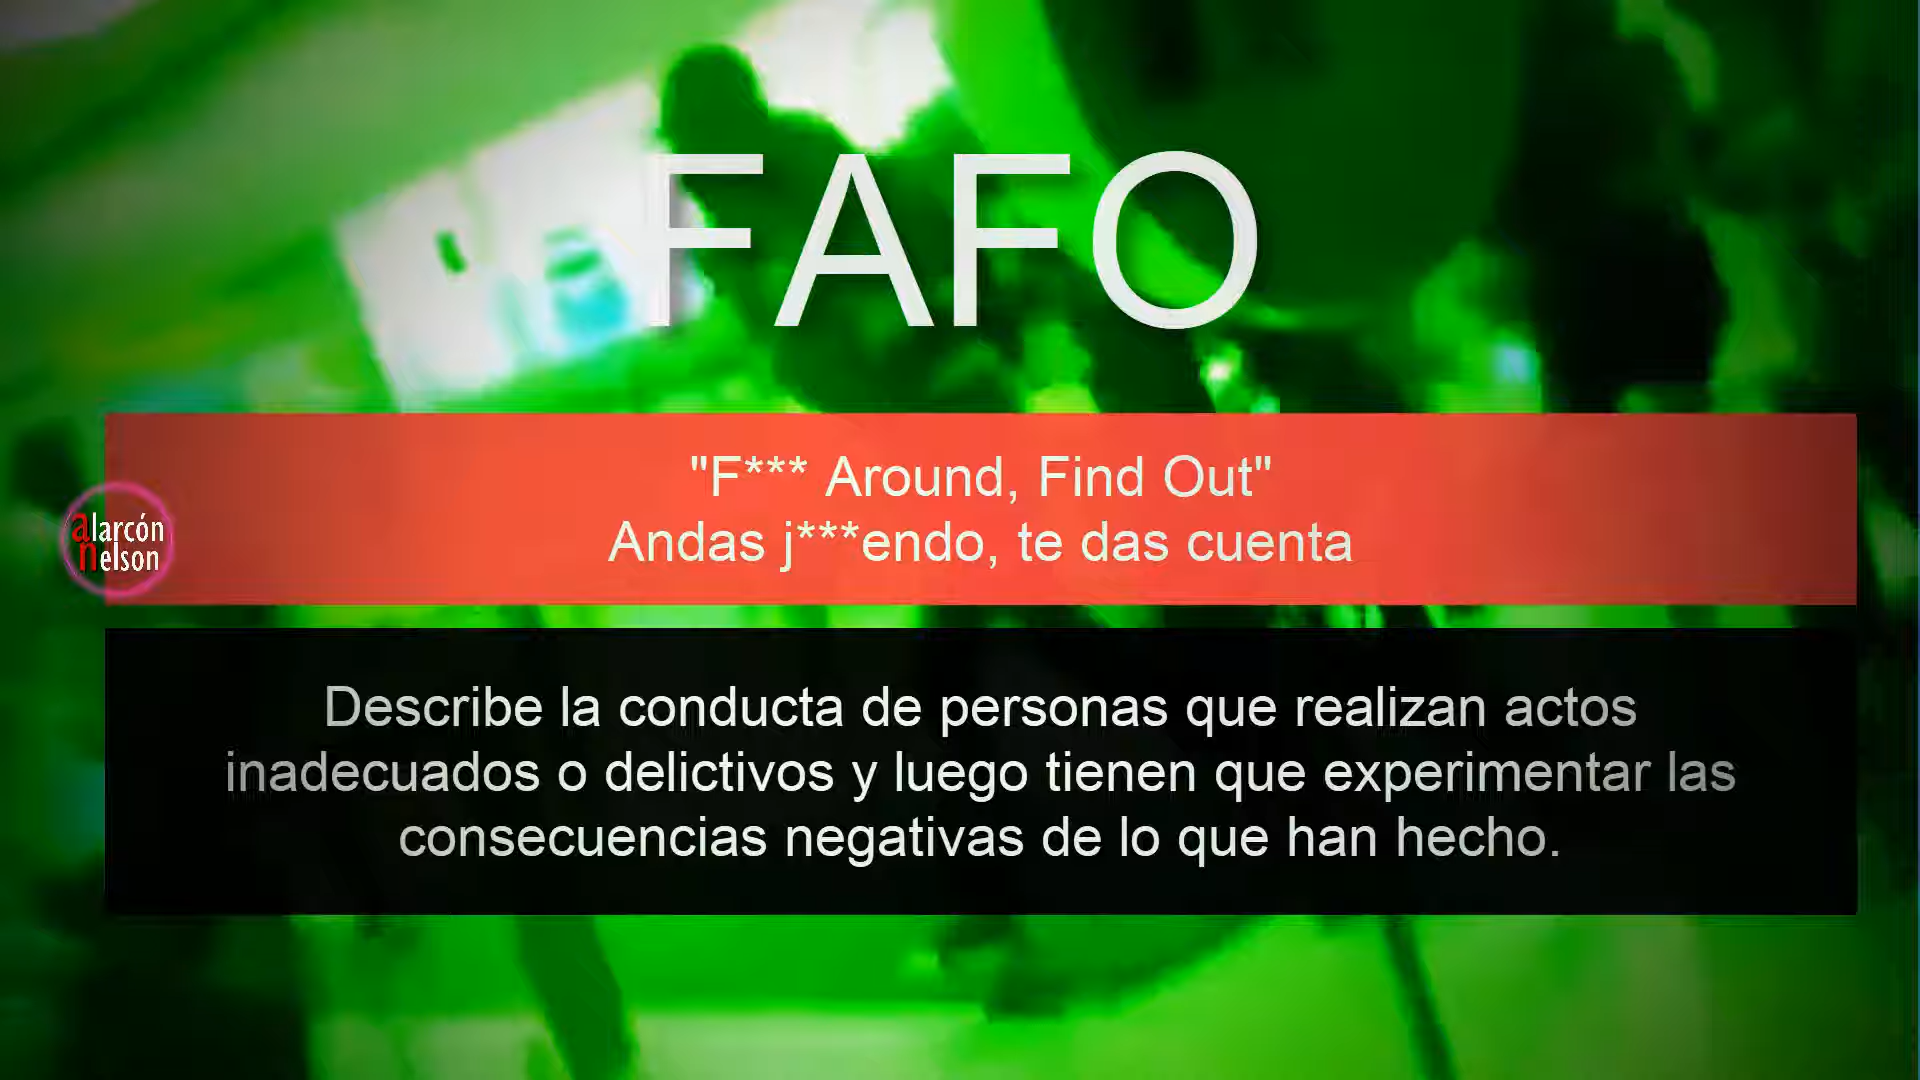 FAFO
"F*** Around, Find Out"
Andas j***endo, te das cuenta
alarcón
nelson
Describe la conducta de personas que realizan actos
inadecuados o delictivos y luego tienen que experimentar las
consecuencias negativas de lo que han hecho.